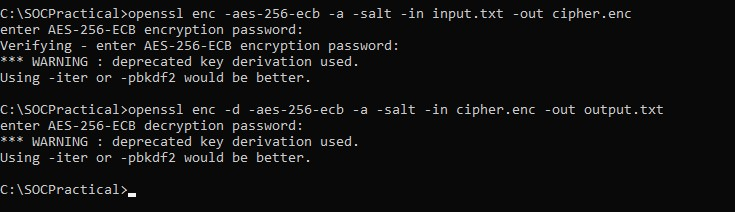 C:\SOCPractical>openssl enc -aes-256-ecb -a -salt -in input.txt -out cipher.enc
enter AES-256-ECB encryption password:
Verifying - enter AES-256-ECB encryption password:
*** WARNING : deprecated key derivation used.
Using -iter or -pbkdf2 would be better.
C:\SOCPractical>openssl enc -d -aes-256-ecb -a -salt -in cipher.enc -out output.txt
enter AES-256-ECB decryption password:
*** WARNING : deprecated key derivation used.
Using -iter or -pbkdf2 would be better.
C:\SOCPractical>